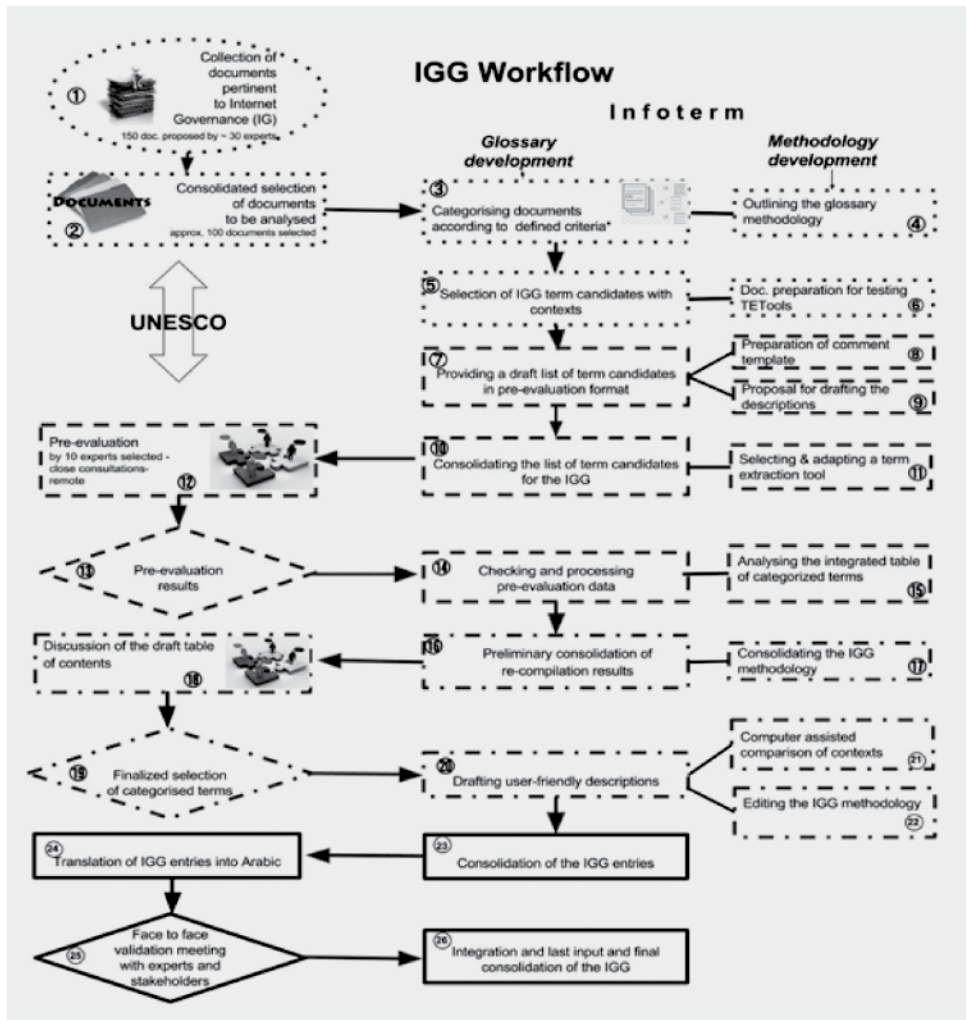 IGG Workflow
Infoterm
Glossary
development
Methodology
development
①
Collection of
documents
pertinent
to Internet
Governance (IG)
150 doc. proposed by ~ 30 experts
DOCUMENTS
②
Consolidated selection
of documents
to be analysed
approx. 100 documents selected
③
Categorising documents
according to defined criteria*
Outlining the glossary
methodology
④
UNESCO
⑤
Selection of IGG term candidates with
contexts
Doc. preparation for testing
TETools
⑥
⑦
Providing a draft list of term candidates
in pre-evaluation format
Preparation of comment
template
⑧
Proposal for drafting the
descriptions
⑨
⑩
Consolidating the list of term candidates
for the IGG
Selecting & adapting a term
extraction tool
⑪
Pre-evaluation
by 10 experts selected -
close consultations-
remote
⑫
⑬
Pre-evaluation
results
⑭
Checking and processing
pre-evaluation data
Analysing the integrated table
of categorized terms
⑮
⑯
Preliminary consolidation of
re-compilation results
Consolidating the IGG
methodology
⑰
Discussion of the draft table
of contents
⑱
⑲
Finalized selection
of categorised terms
⑳
Drafting user-friendly descriptions
Computer assisted
comparison of contexts
㉑
Editing the IGG methodology
㉒
㉓
Consolidation of the IGG entries
㉔
Translation of IGG entries into Arabic
㉕
Face to face
validation meeting
with experts and
stakeholders
㉖
Integration and last input and final
consolidation of the IGG